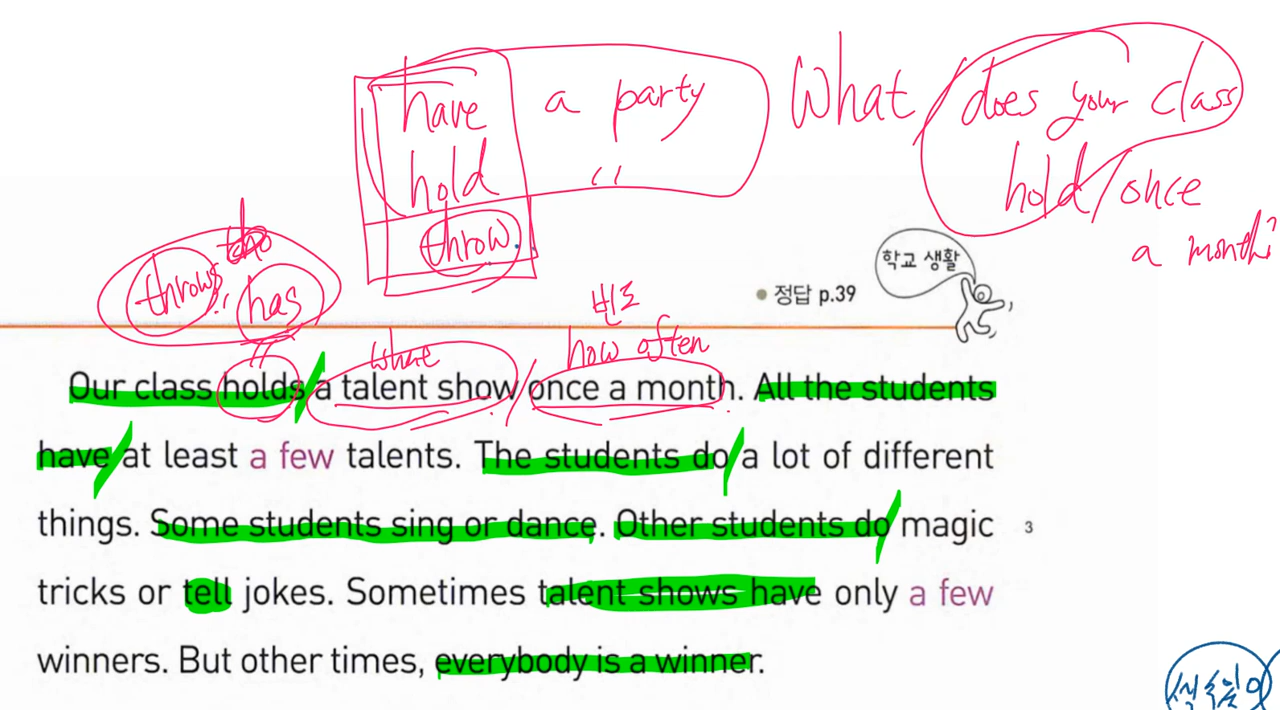 have a party What does your class
hold hold / once
throw a month?
throws has
학교 생활
정답 p.39
빈도
what how often
Our class holds a talent show once a month. All the students
have at least a few talents. The students do a lot of different
things. Some students sing or dance. Other students do magic 3
tricks or tell jokes. Sometimes talent shows have only a few
winners. But other times, everybody is a winner.